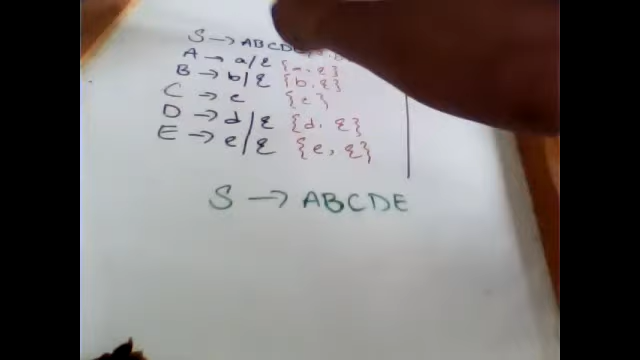 S → ABCDE
A → a/ε {a, ε}
B → b/ε {b, ε}
C → c {c}
D → d/ε {d, ε}
E → e/ε {e, ε}
S → ABCDE